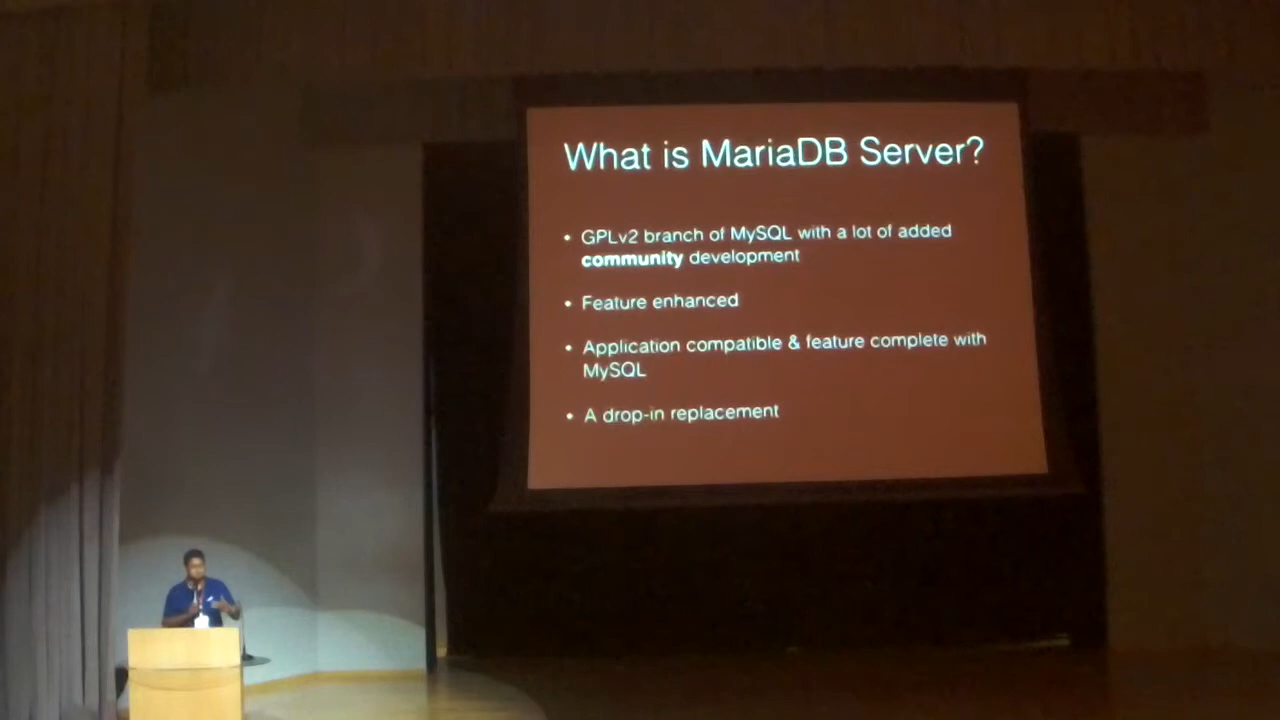 What is MariaDB Server?
• GPLv2 branch of MySQL with a lot of added
community development
• Feature enhanced
• Application compatible & feature complete with
MySQL
• A drop-in replacement